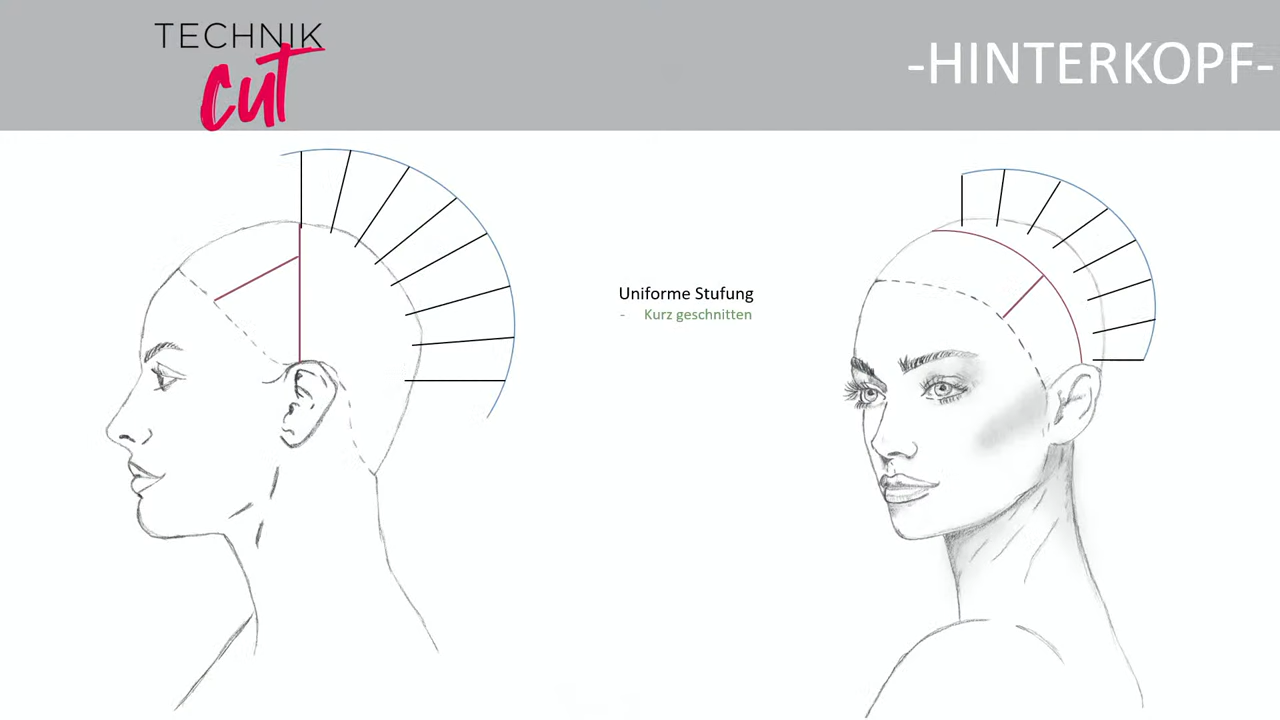 TECHNIK
cut
-HINTERKOPF-
Uniforme Stufung
- Kurz geschnitten